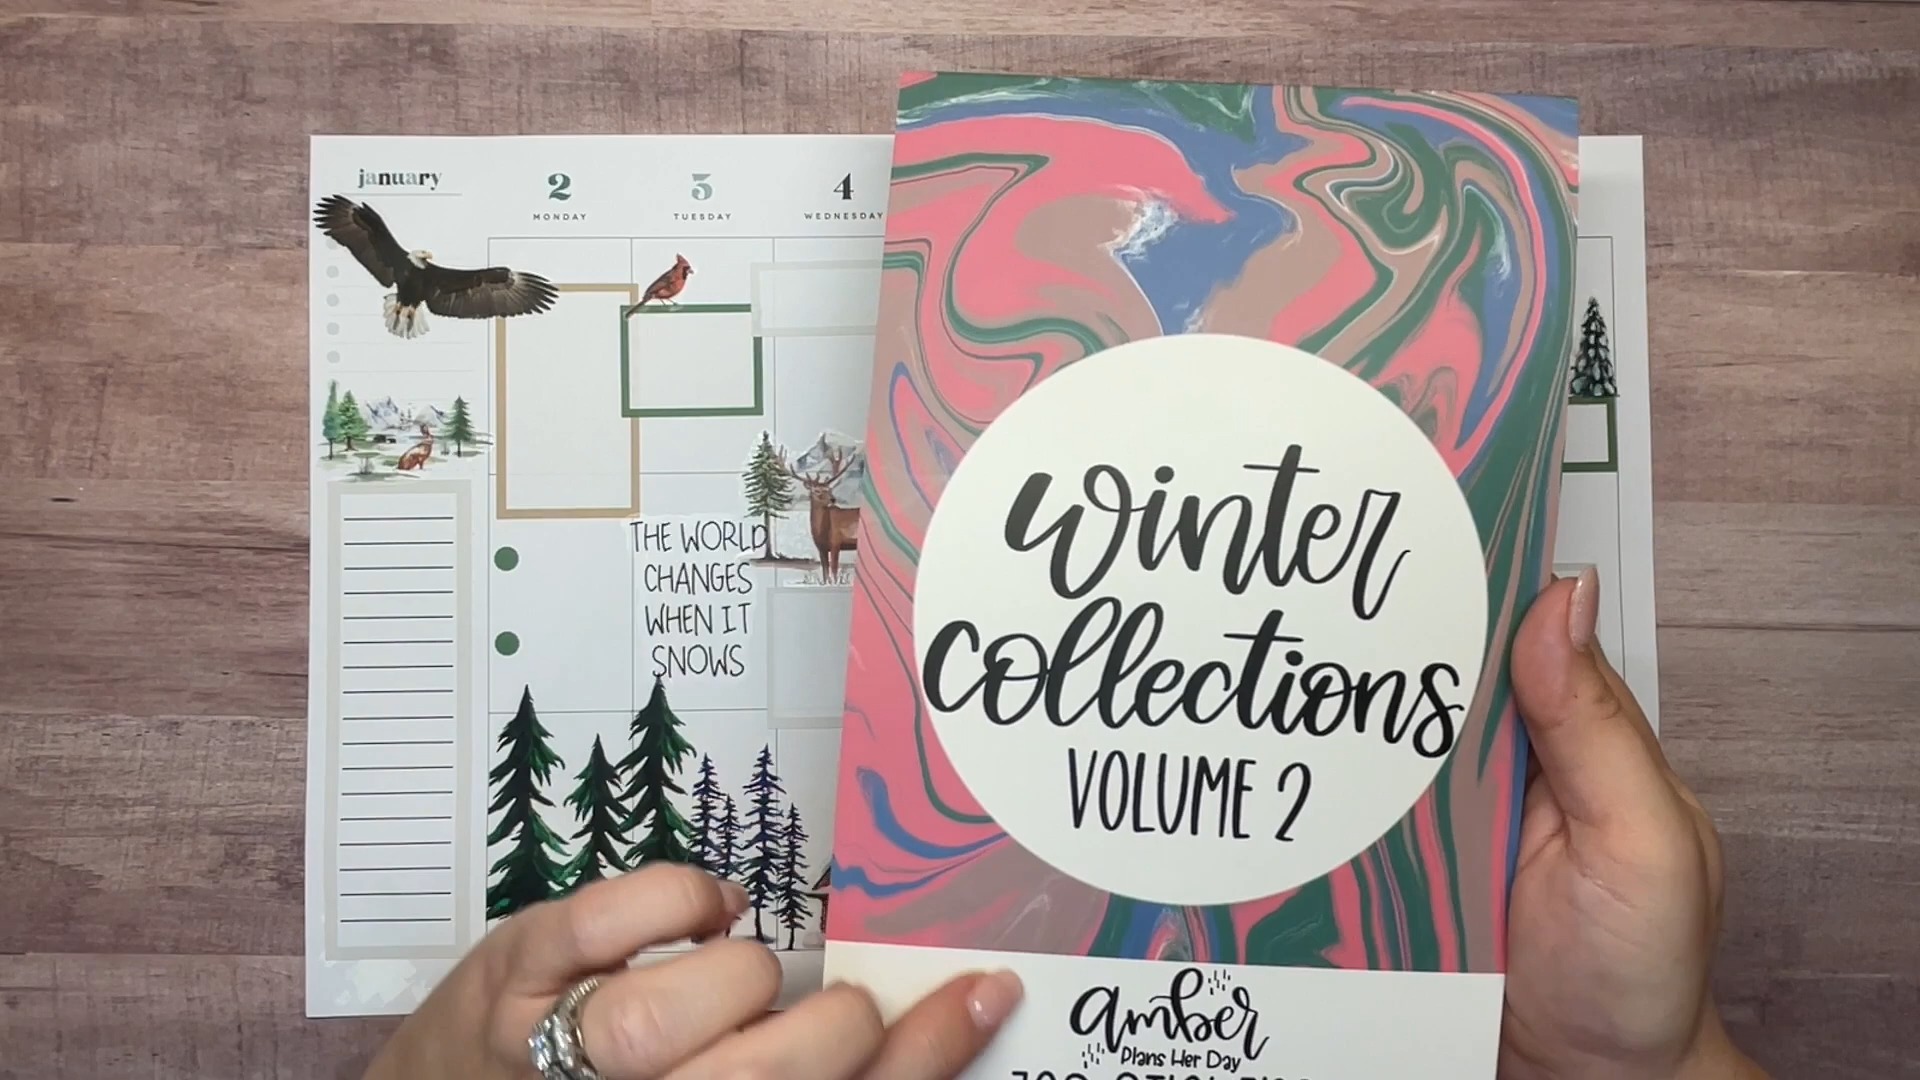 january
2
MONDAY
3
TUESDAY
4
WEDNESDAY
THE WORLD
CHANGES
WHEN IT
SNOWS
winter
collections
VOLUME 2
amber
Plans Her Day